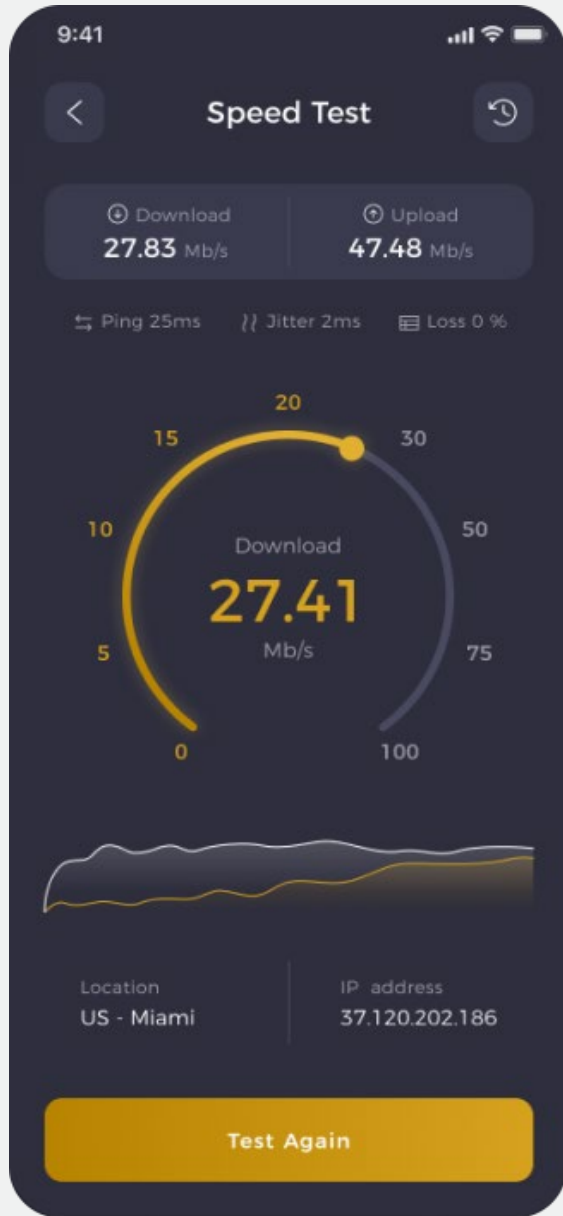 9:41
Speed Test
Download
27.83 Mb/s
Upload
47.48 Mb/s
Ping 25ms
Jitter 2ms
Loss 0 %
20
15
30
10
50
5
75
0
100
Download
27.41
Mb/s
Location
US - Miami
IP address
37.120.202.186
Test Again